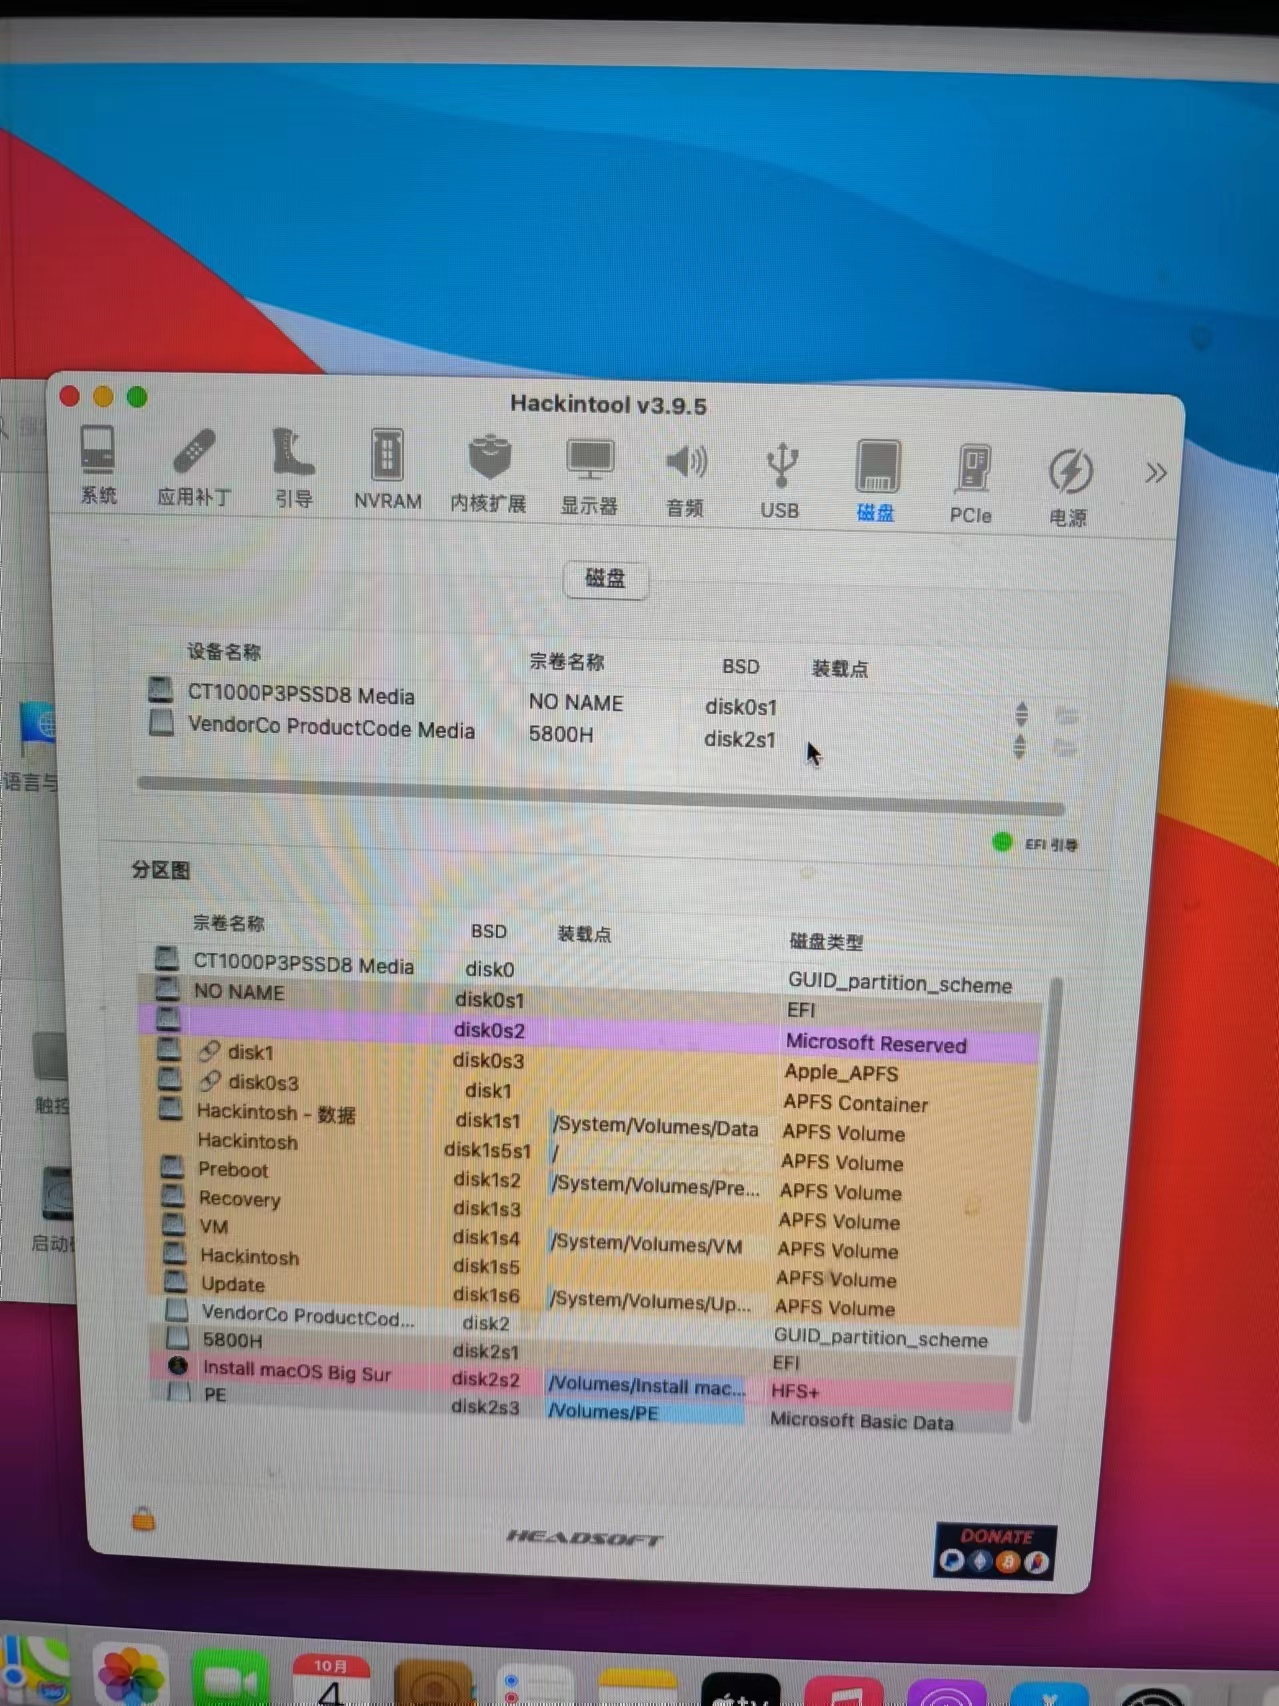 Hackintool v3.9.5
系统 应用补丁 引导 NVRAM 内核扩展 显示器 音频 USB 磁盘 PCIe 电源
磁盘
设备名称 宗卷名称 BSD 装载点
CT1000P3PSSD8 Media NO NAME disk0s1
VendorCo ProductCode Media 5800H disk2s1
EFI 引导
分区图
宗卷名称 BSD 装载点 磁盘类型
CT1000P3PSSD8 Media disk0 GUID_partition_scheme
NO NAME disk0s1 EFI
disk0s2 Microsoft Reserved
disk1 disk0s3 Apple_APFS
disk0s3 disk1 APFS Container
Hackintosh - 数据 disk1s1 /System/Volumes/Data APFS Volume
Hackintosh disk1s5s1 / APFS Volume
Preboot disk1s2 /System/Volumes/Pre... APFS Volume
Recovery disk1s3 APFS Volume
VM disk1s4 /System/Volumes/VM APFS Volume
Hackintosh disk1s5 APFS Volume
Update disk1s6 /System/Volumes/Up... APFS Volume
VendorCo ProductCod... disk2 GUID_partition_scheme
5800H disk2s1 EFI
Install macOS Big Sur disk2s2 /Volumes/Install mac... HFS+
PE disk2s3 /Volumes/PE Microsoft Basic Data
HEADSOFT
DONATE
语言与
触控
启动
10月
4
tv